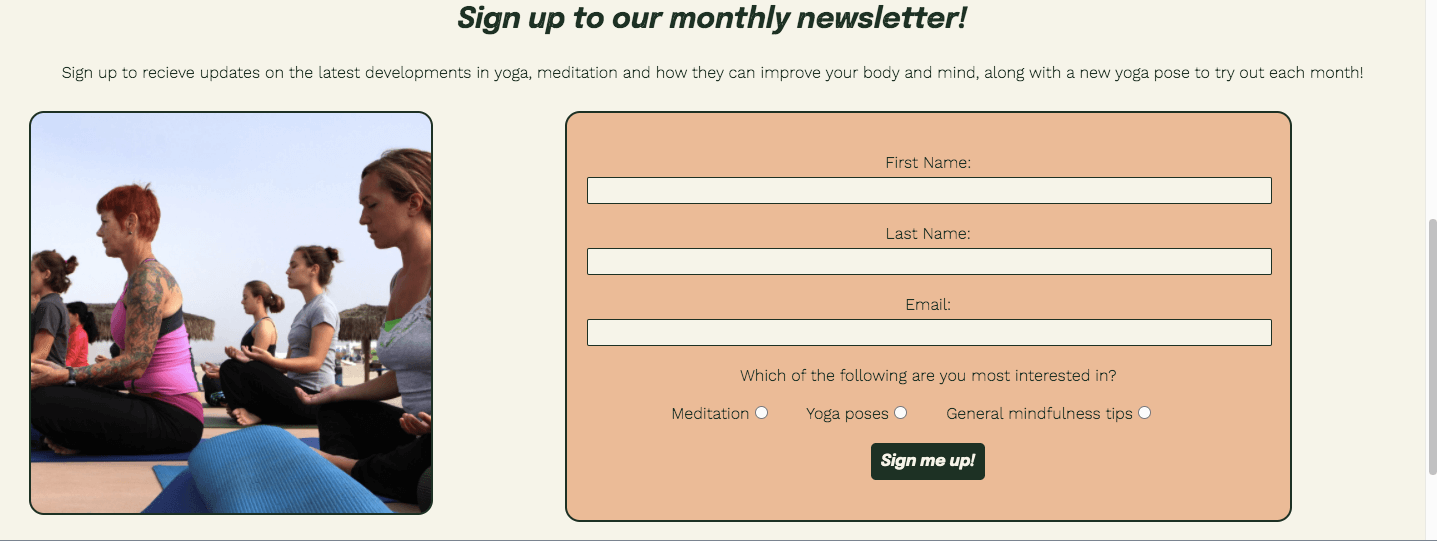 Sign up to our monthly newsletter!
Sign up to recieve updates on the latest developments in yoga, meditation and how they can improve your body and mind, along with a new yoga pose to try out each month!
First Name:
Last Name:
Email:
Which of the following are you most interested in?
Meditation Yoga poses General mindfulness tips
Sign me up!